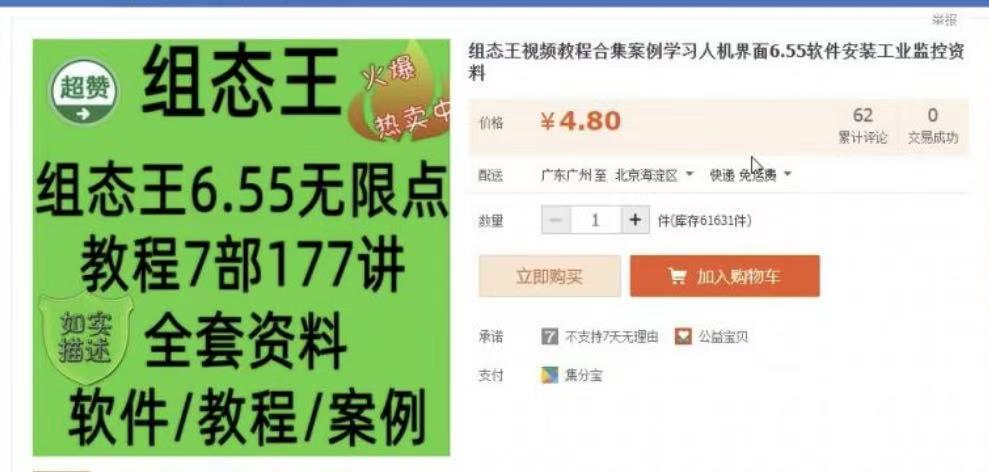 举报
超赞
组态王
火爆
热卖中
组态王6.55无限点
教程7部177讲
如实
描述
全套资料
软件/教程/案例
组态王视频教程合集案例学习人机界面6.55软件安装工业监控资
料
价格 ¥4.80 62 0
累计评论 交易成功
配送 广东广州至 北京海淀区 快递 免运费
数量 1 件(库存61631件)
立即购买 加入购物车
承诺 7 不支持7天无理由 公益宝贝
支付 集分宝